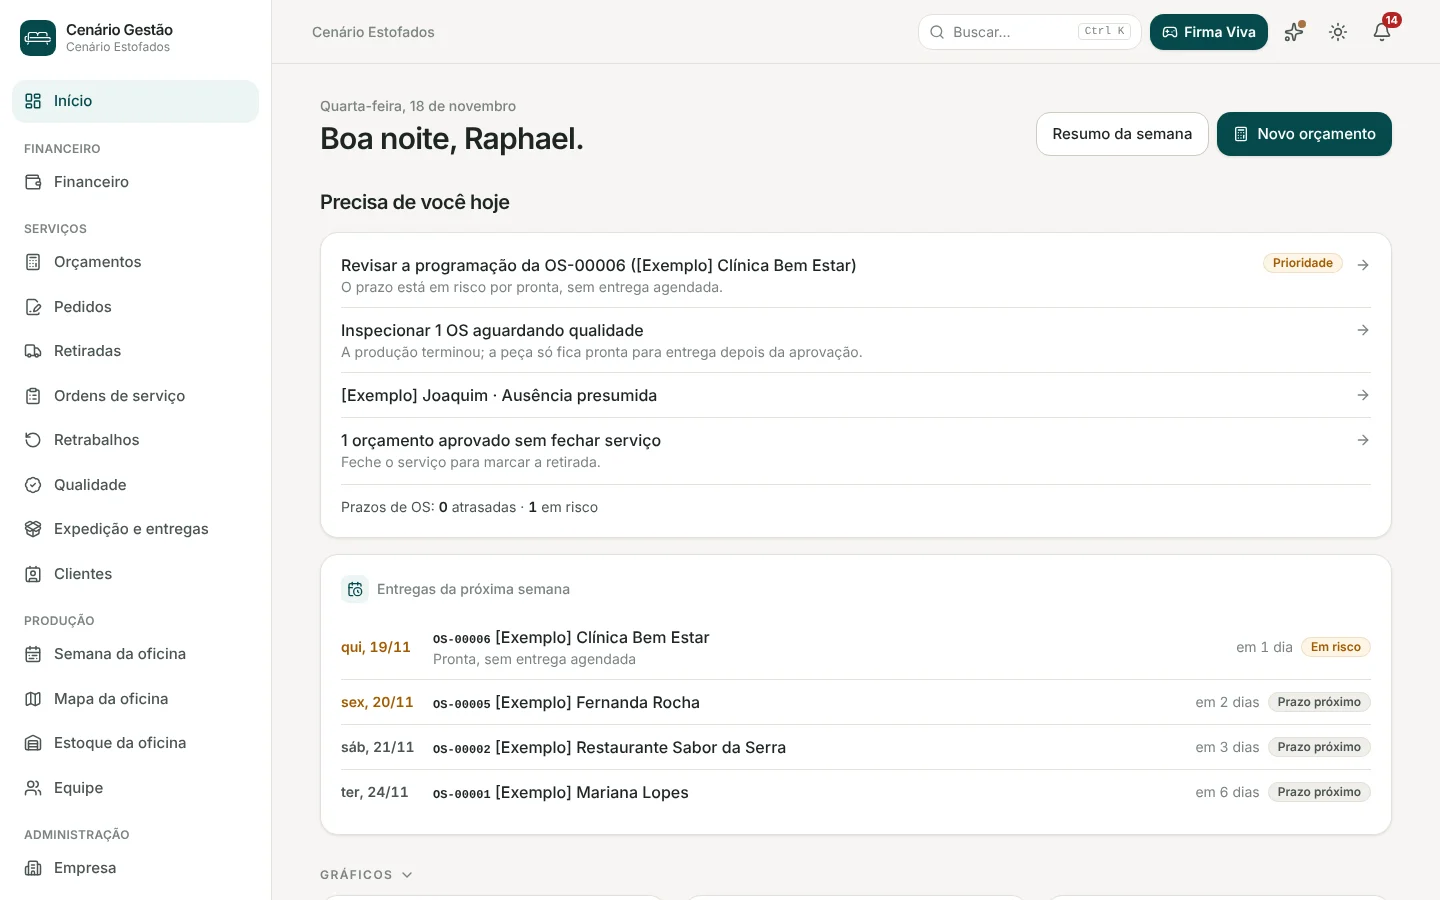 Cenário Gestão
Cenário Estofados
Início
FINANCEIRO
Financeiro
SERVIÇOS
Orçamentos
Pedidos
Retiradas
Ordens de serviço
Retrabalhos
Qualidade
Expedição e entregas
Clientes
PRODUÇÃO
Semana da oficina
Mapa da oficina
Estoque da oficina
Equipe
ADMINISTRAÇÃO
Empresa
Cenário Estofados
Buscar... Ctrl K
Firma Viva
14
Quarta-feira, 18 de novembro
Boa noite, Raphael.
Resumo da semana
Novo orçamento
Precisa de você hoje
Revisar a programação da OS-00006 ([Exemplo] Clínica Bem Estar) Prioridade
O prazo está em risco por pronta, sem entrega agendada.
Inspecionar 1 OS aguardando qualidade
A produção terminou; a peça só fica pronta para entrega depois da aprovação.
[Exemplo] Joaquim · Ausência presumida
1 orçamento aprovado sem fechar serviço
Feche o serviço para marcar a retirada.
Prazos de OS: 0 atrasadas · 1 em risco
Entregas da próxima semana
qui, 19/11 OS-00006 [Exemplo] Clínica Bem Estar em 1 dia Em risco
Pronta, sem entrega agendada
sex, 20/11 OS-00005 [Exemplo] Fernanda Rocha em 2 dias Prazo próximo
sáb, 21/11 OS-00002 [Exemplo] Restaurante Sabor da Serra em 3 dias Prazo próximo
ter, 24/11 OS-00001 [Exemplo] Mariana Lopes em 6 dias Prazo próximo
GRÁFICOS